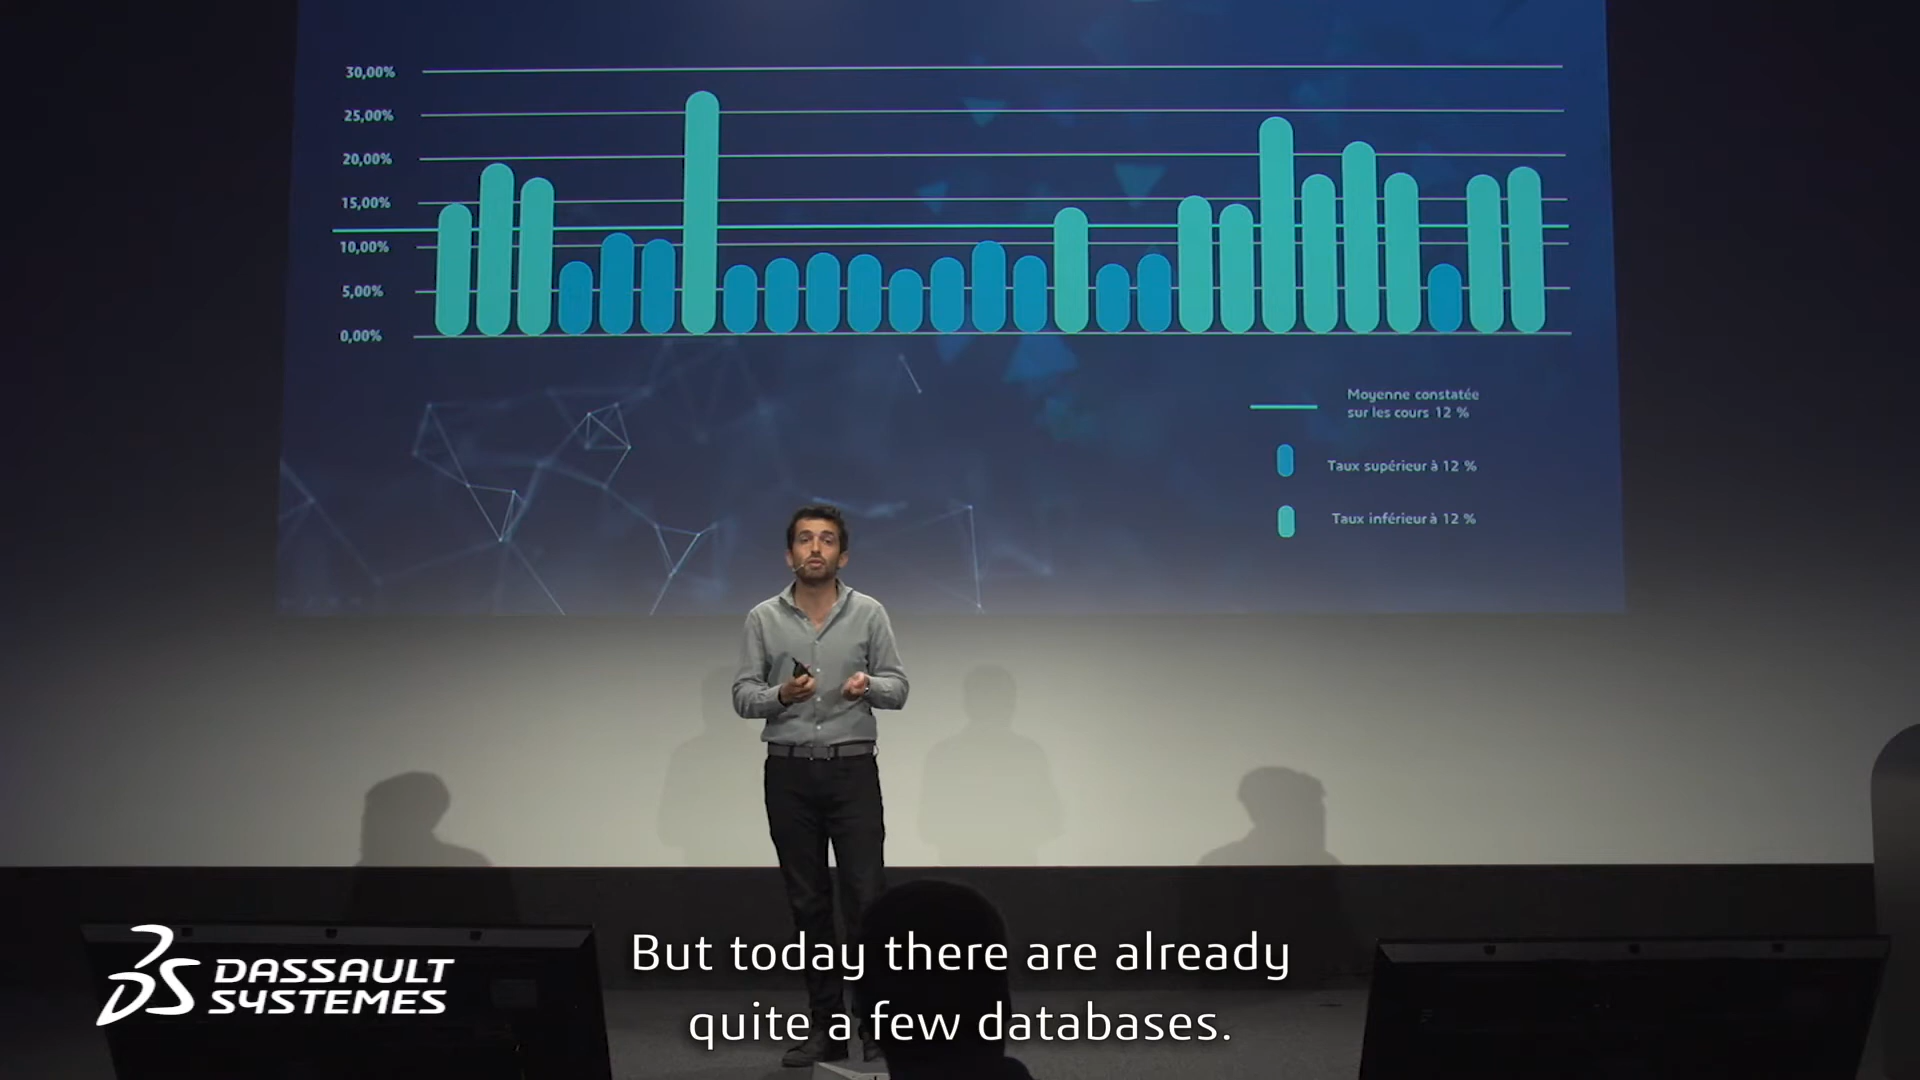 30,00%
25,00%
20,00%
15,00%
10,00%
5,00%
0,00%
Moyenne constatée
sur les cours 12 %
Taux supérieur à 12 %
Taux inférieur à 12 %
DASSAULT
SYSTEMES
But today there are already
quite a few databases.